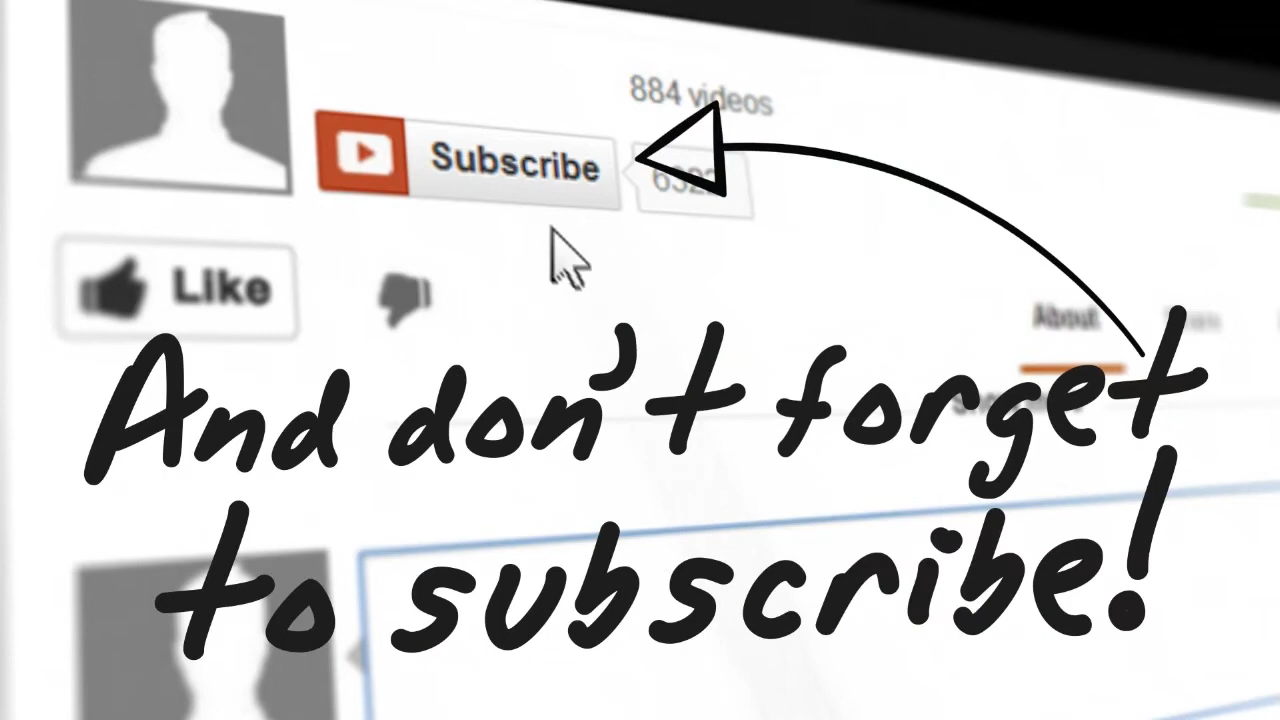 884 videos
Subscribe
Like
About
And don't forget
to subscribe!